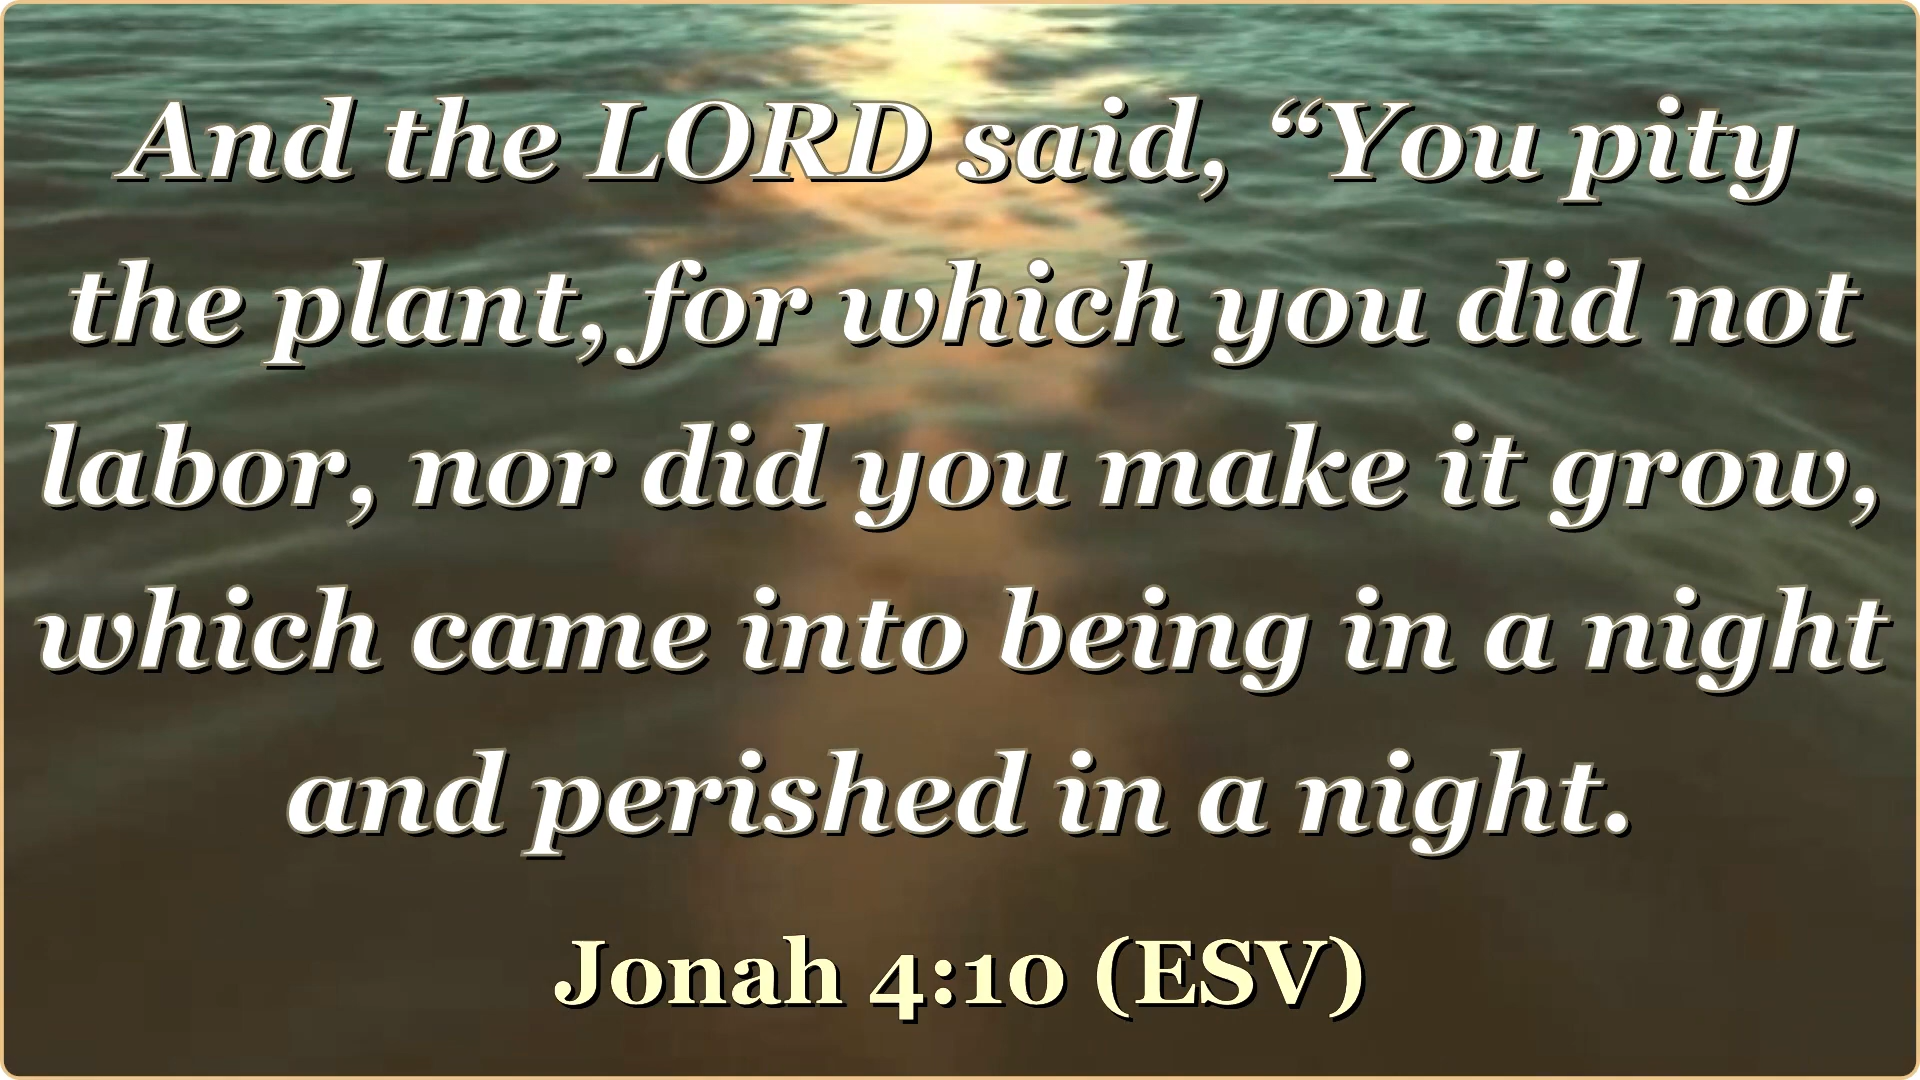 And the LORD said, “You pity
the plant, for which you did not
labor, nor did you make it grow,
which came into being in a night
and perished in a night.
Jonah 4:10 (ESV)